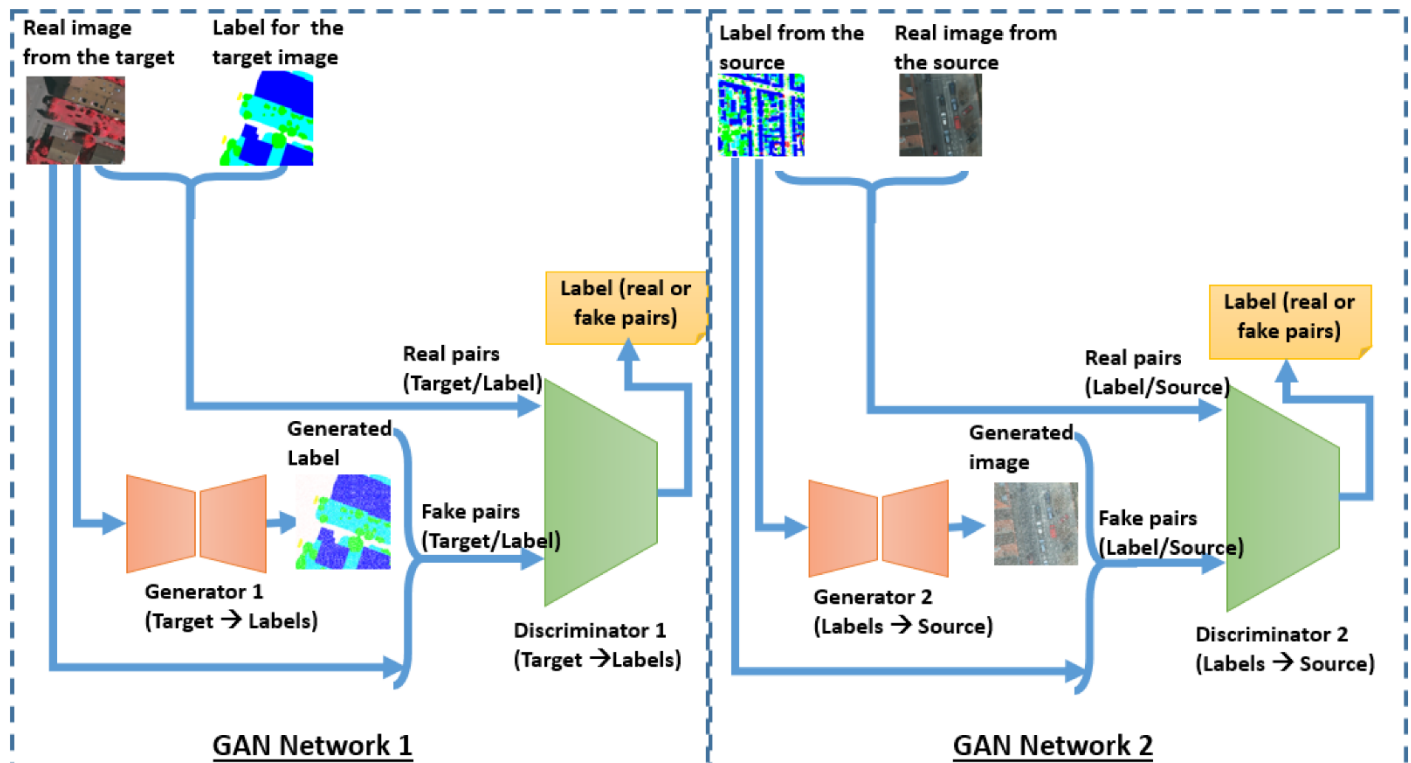 Real image
from the target
Label for  the
target image
Label (real or
fake pairs)
Real pairs
(Target/Label)
Generated
Label
Fake pairs
(Target/Label)
Generator 1
(Target → Labels)
Discriminator 1
(Target →Labels)
GAN Network 1
Label from the
source
Real image from
the source
Label (real or
fake pairs)
Real pairs
(Label/Source)
Generated
image
Fake pairs
(Label/Source)
Generator 2
(Labels → Source)
Discriminator 2
(Labels → Source)
GAN Network 2